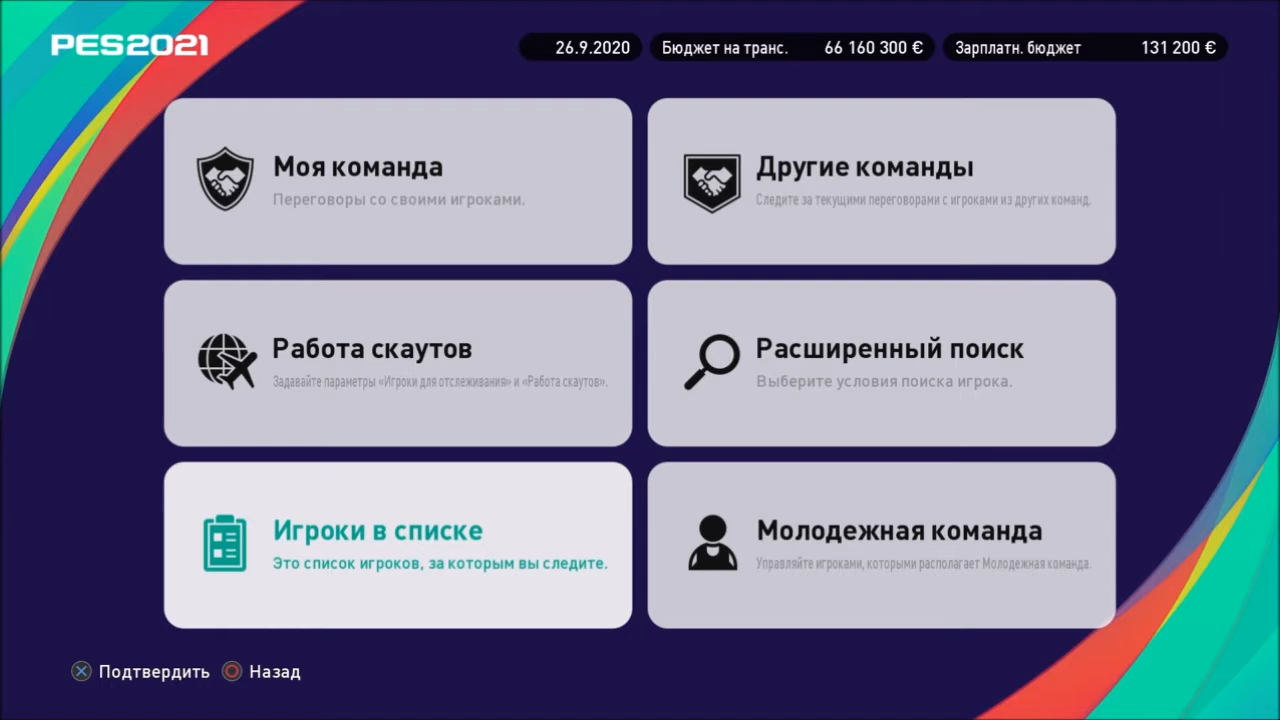 PES2021
26.9.2020
Бюджет на транс. 66 160 300 €
Зарплатн. бюджет 131 200 €
Моя команда
Переговоры со своими игроками.
Другие команды
Следите за текущими переговорами с игроками из других команд.
Работа скаутов
Задавайте параметры «Игроки для отслеживания» и «Работа скаутов».
Расширенный поиск
Выберите условия поиска игрока.
Игроки в списке
Это список игроков, за которым вы следите.
Молодежная команда
Управляйте игроками, которыми располагает Молодежная команда.
Подтвердить
Назад